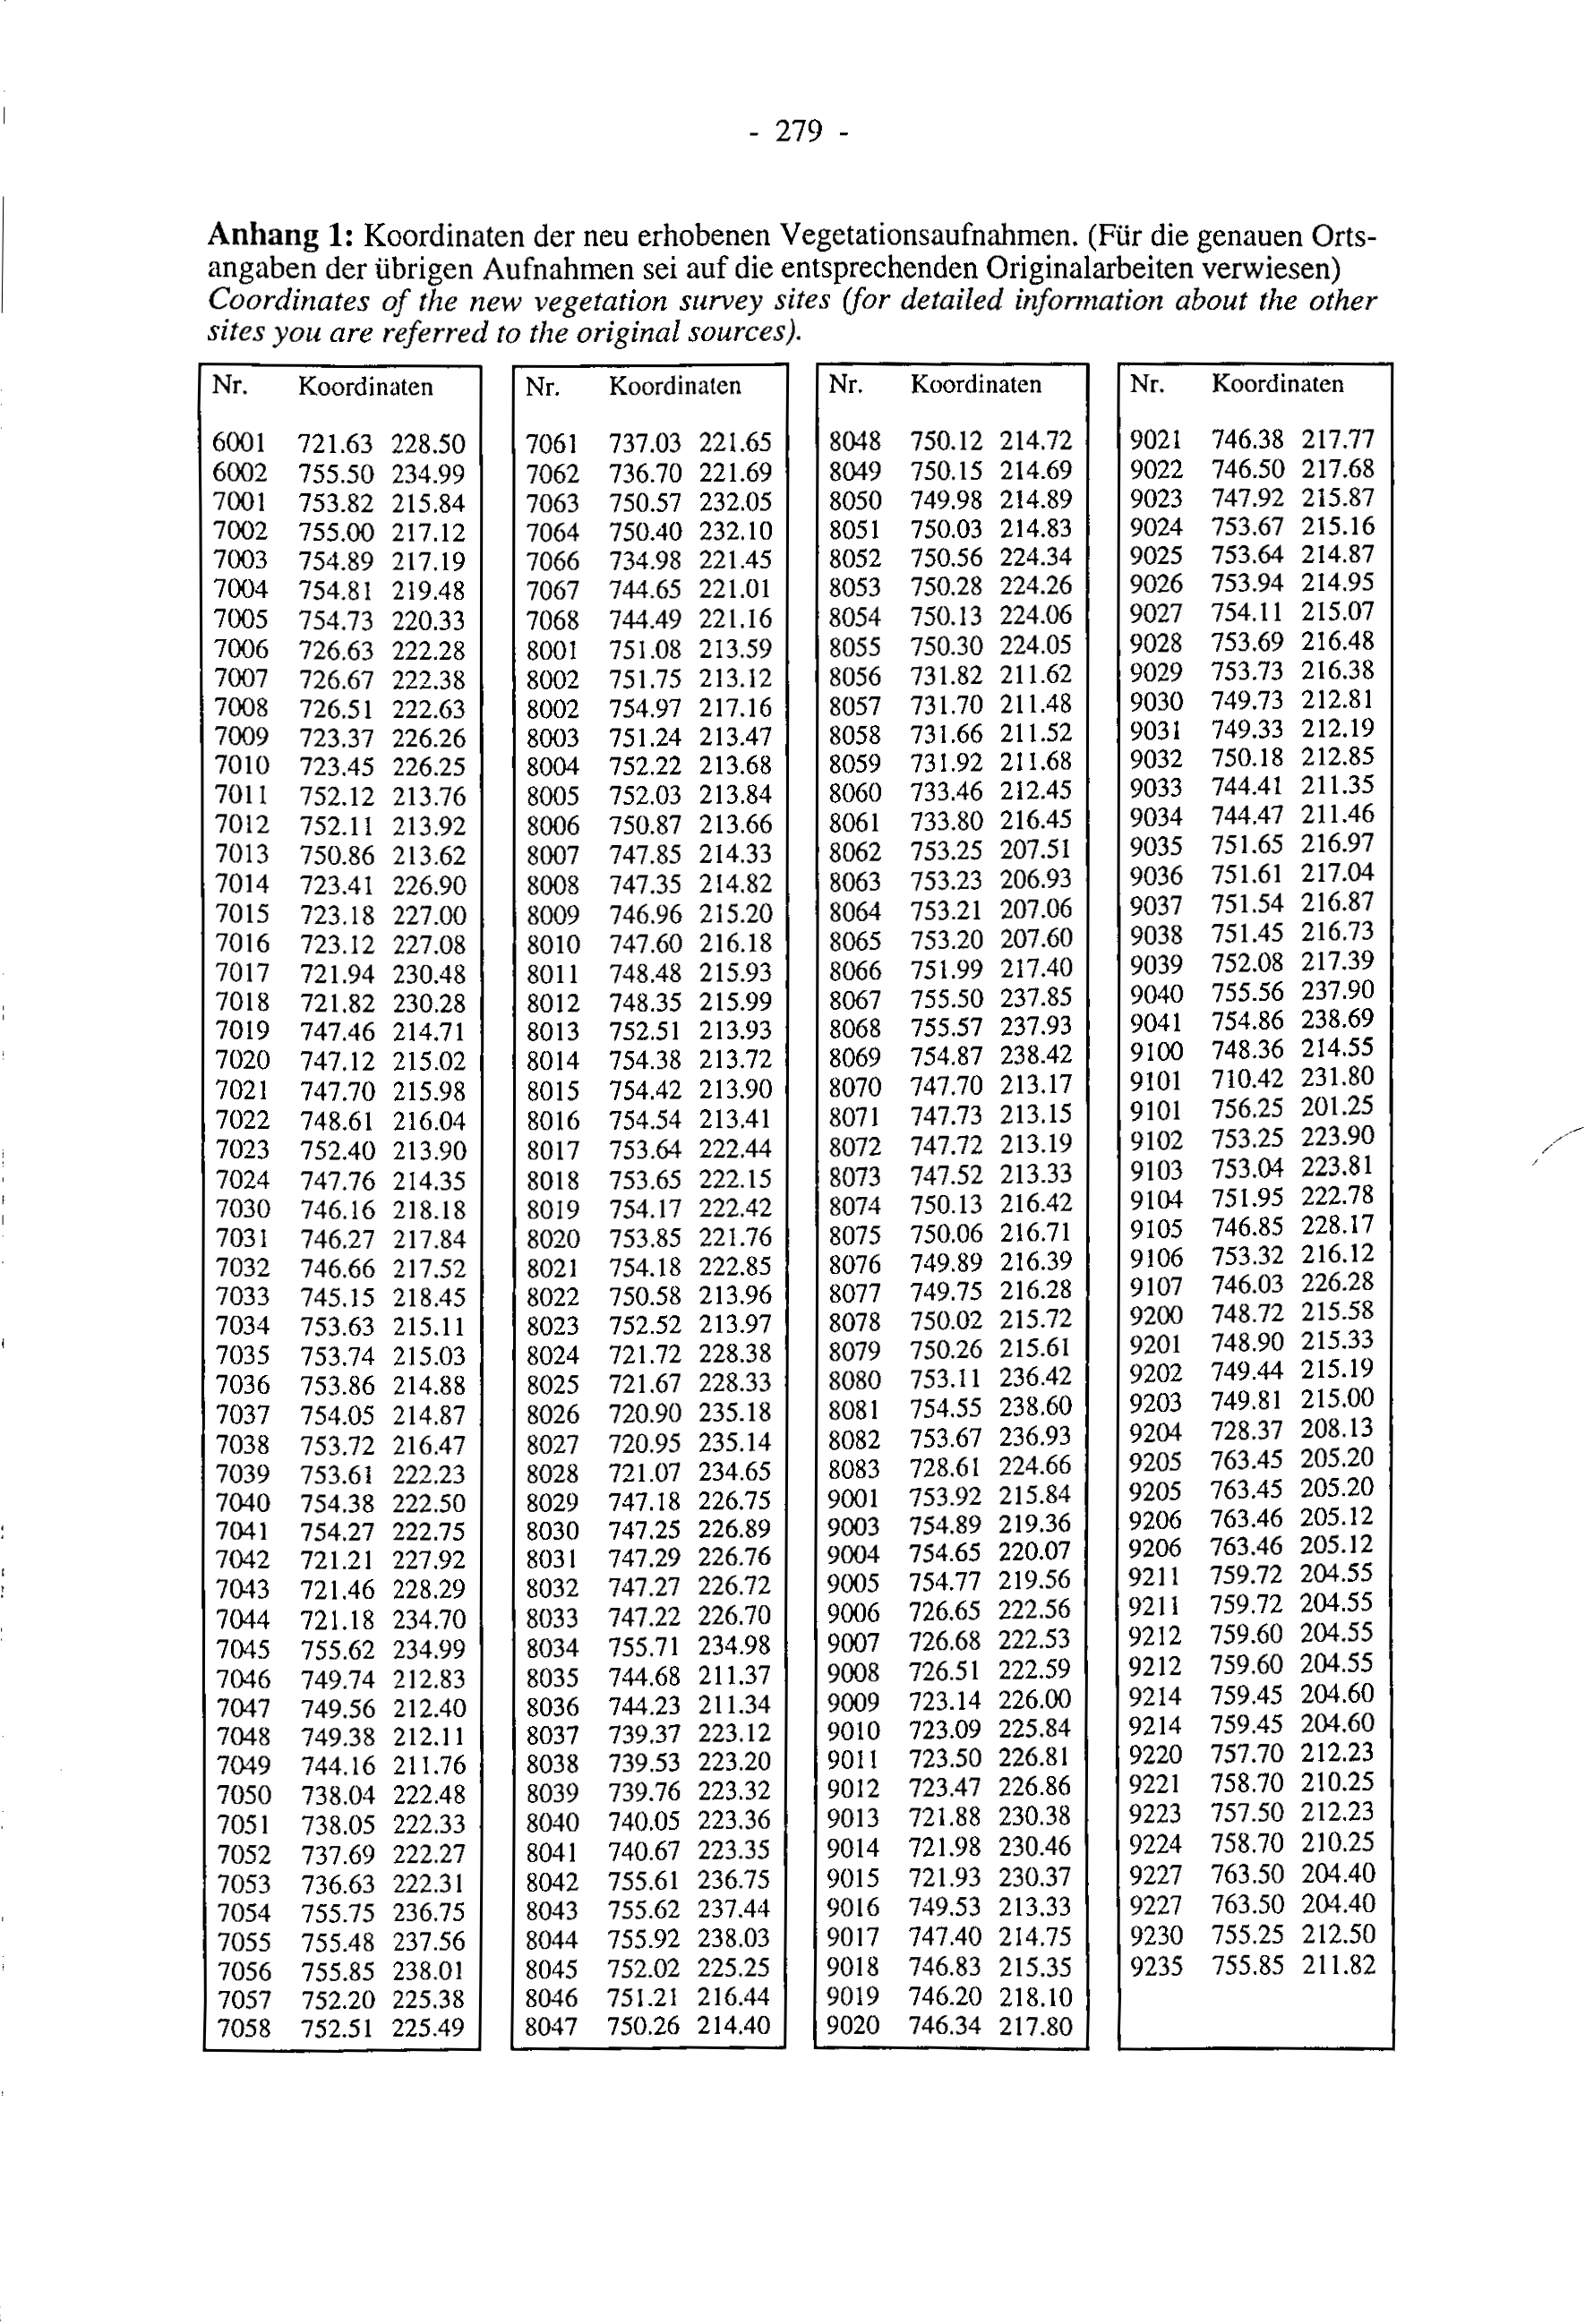 - 279 -
Anhang 1: Koordinaten der neu erhobenen Vegetationsaufnahmen. (Für die genauen Orts-
angaben der übrigen Aufnahmen sei auf die entsprechenden Originalarbeiten verwiesen)
Coordinates of the new vegetation survey sites (for detailed information about the other
sites you are referred to the original sources).
Nr. Koordinaten
6001 721.63 228.50
6002 755.50 234.99
7001 753.82 215.84
7002 755.00 217.12
7003 754.89 217.19
7004 754.81 219.48
7005 754.73 220.33
7006 726.63 222.28
7007 726.67 222.38
7008 726.51 222.63
7009 723.37 226.26
7010 723.45 226.25
7011 752.12 213.76
7012 752.11 213.92
7013 750.86 213.62
7014 723.41 226.90
7015 723.18 227.00
7016 723.12 227.08
7017 721.94 230.48
7018 721.82 230.28
7019 747.46 214.71
7020 747.12 215.02
7021 747.70 215.98
7022 748.61 216.04
7023 752.40 213.90
7024 747.76 214.35
7030 746.16 218.18
7031 746.27 217.84
7032 746.66 217.52
7033 745.15 218.45
7034 753.63 215.11
7035 753.74 215.03
7036 753.86 214.88
7037 754.05 214.87
7038 753.72 216.47
7039 753.61 222.23
7040 754.38 222.50
7041 754.27 222.75
7042 721.21 227.92
7043 721.46 228.29
7044 721.18 234.70
7045 755.62 234.99
7046 749.74 212.83
7047 749.56 212.40
7048 749.38 212.11
7049 744.16 211.76
7050 738.04 222.48
7051 738.05 222.33
7052 737.69 222.27
7053 736.63 222.31
7054 755.75 236.75
7055 755.48 237.56
7056 755.85 238.01
7057 752.20 225.38
7058 752.51 225.49
Nr. Koordinaten
7061 737.03 221.65
7062 736.70 221.69
7063 750.57 232.05
7064 750.40 232.10
7066 734.98 221.45
7067 744.65 221.01
7068 744.49 221.16
8001 751.08 213.59
8002 751.75 213.12
8002 754.97 217.16
8003 751.24 213.47
8004 752.22 213.68
8005 752.03 213.84
8006 750.87 213.66
8007 747.85 214.33
8008 747.35 214.82
8009 746.96 215.20
8010 747.60 216.18
8011 748.48 215.93
8012 748.35 215.99
8013 752.51 213.93
8014 754.38 213.72
8015 754.42 213.90
8016 754.54 213.41
8017 753.64 222.44
8018 753.65 222.15
8019 754.17 222.42
8020 753.85 221.76
8021 754.18 222.85
8022 750.58 213.96
8023 752.52 213.97
8024 721.72 228.38
8025 721.67 228.33
8026 720.90 235.18
8027 720.95 235.14
8028 721.07 234.65
8029 747.18 226.75
8030 747.25 226.89
8031 747.29 226.76
8032 747.27 226.72
8033 747.22 226.70
8034 755.71 234.98
8035 744.68 211.37
8036 744.23 211.34
8037 739.37 223.12
8038 739.53 223.20
8039 739.76 223.32
8040 740.05 223.36
8041 740.67 223.35
8042 755.61 236.75
8043 755.62 237.44
8044 755.92 238.03
8045 752.02 225.25
8046 751.21 216.44
8047 750.26 214.40
Nr. Koordinaten
8048 750.12 214.72
8049 750.15 214.69
8050 749.98 214.89
8051 750.03 214.83
8052 750.56 224.34
8053 750.28 224.26
8054 750.13 224.06
8055 750.30 224.05
8056 731.82 211.62
8057 731.70 211.48
8058 731.66 211.52
8059 731.92 211.68
8060 733.46 212.45
8061 733.80 216.45
8062 753.25 207.51
8063 753.23 206.93
8064 753.21 207.06
8065 753.20 207.60
8066 751.99 217.40
8067 755.50 237.85
8068 755.57 237.93
8069 754.87 238.42
8070 747.70 213.17
8071 747.73 213.15
8072 747.72 213.19
8073 747.52 213.33
8074 750.13 216.42
8075 750.06 216.71
8076 749.89 216.39
8077 749.75 216.28
8078 750.02 215.72
8079 750.26 215.61
8080 753.11 236.42
8081 754.55 238.60
8082 753.67 236.93
8083 728.61 224.66
9001 753.92 215.84
9003 754.89 219.36
9004 754.65 220.07
9005 754.77 219.56
9006 726.65 222.56
9007 726.68 222.53
9008 726.51 222.59
9009 723.14 226.00
9010 723.09 225.84
9011 723.50 226.81
9012 723.47 226.86
9013 721.88 230.38
9014 721.98 230.46
9015 721.93 230.37
9016 749.53 213.33
9017 747.40 214.75
9018 746.83 215.35
9019 746.20 218.10
9020 746.34 217.80
Nr. Koordinaten
9021 746.38 217.77
9022 746.50 217.68
9023 747.92 215.87
9024 753.67 215.16
9025 753.64 214.87
9026 753.94 214.95
9027 754.11 215.07
9028 753.69 216.48
9029 753.73 216.38
9030 749.73 212.81
9031 749.33 212.19
9032 750.18 212.85
9033 744.41 211.35
9034 744.47 211.46
9035 751.65 216.97
9036 751.61 217.04
9037 751.54 216.87
9038 751.45 216.73
9039 752.08 217.39
9040 755.56 237.90
9041 754.86 238.69
9100 748.36 214.55
9101 710.42 231.80
9101 756.25 201.25
9102 753.25 223.90
9103 753.04 223.81
9104 751.95 222.78
9105 746.85 228.17
9106 753.32 216.12
9107 746.03 226.28
9200 748.72 215.58
9201 748.90 215.33
9202 749.44 215.19
9203 749.81 215.00
9204 728.37 208.13
9205 763.45 205.20
9205 763.45 205.20
9206 763.46 205.12
9206 763.46 205.12
9211 759.72 204.55
9211 759.72 204.55
9212 759.60 204.55
9212 759.60 204.55
9214 759.45 204.60
9214 759.45 204.60
9220 757.70 212.23
9221 758.70 210.25
9223 757.50 212.23
9224 758.70 210.25
9227 763.50 204.40
9227 763.50 204.40
9230 755.25 212.50
9235 755.85 211.82